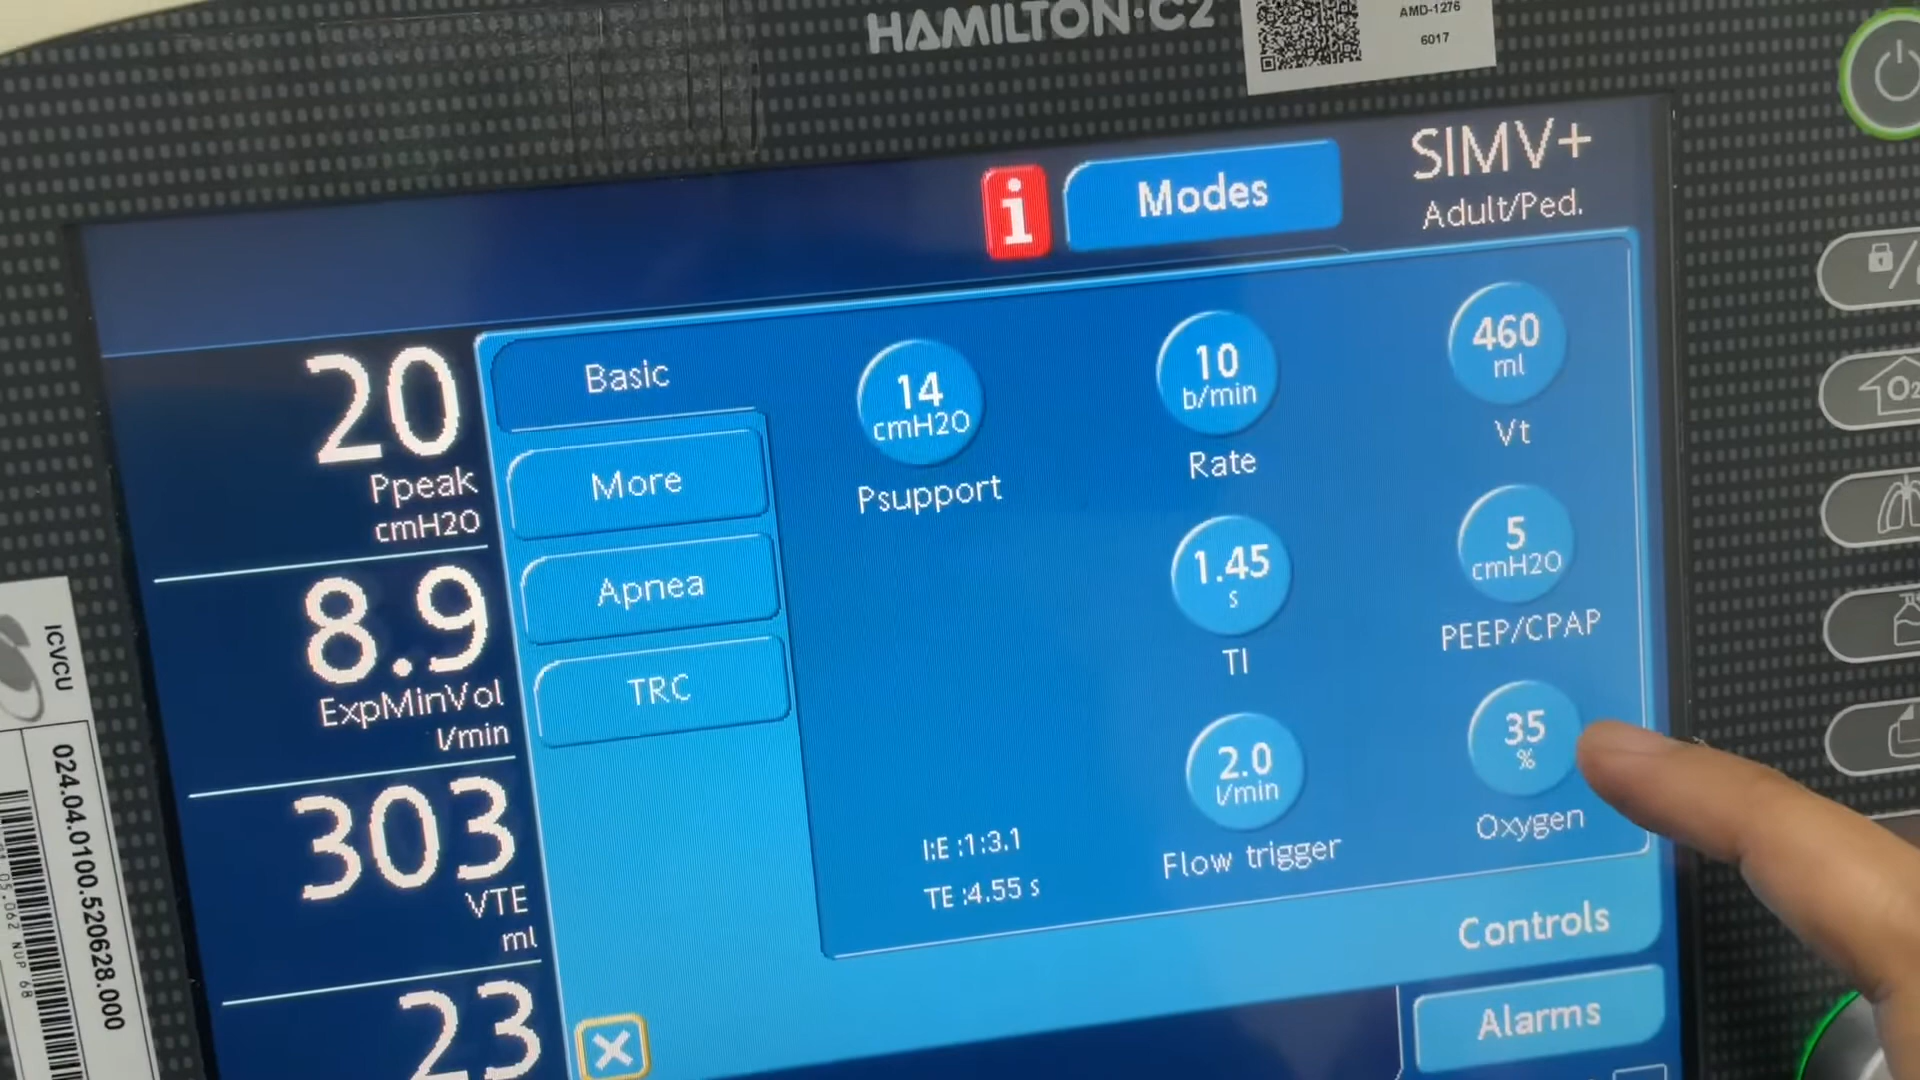 HAMILTON·C2
AMD-1276
6017
i
Modes
SIMV+
Adult/Ped.
20
Ppeak
cmH2O
8.9
ExpMinVol
l/min
303
VTE
ml
23
Basic
More
Apnea
TRC
14
cmH2O
Psupport
10
b/min
Rate
460
ml
Vt
1.45
s
TI
5
cmH2O
PEEP/CPAP
2.0
l/min
Flow trigger
35
%
Oxygen
I:E :1:3.1
TE :4.55 s
Controls
Alarms
O2
ICVCU
024.04.0100.520628.000